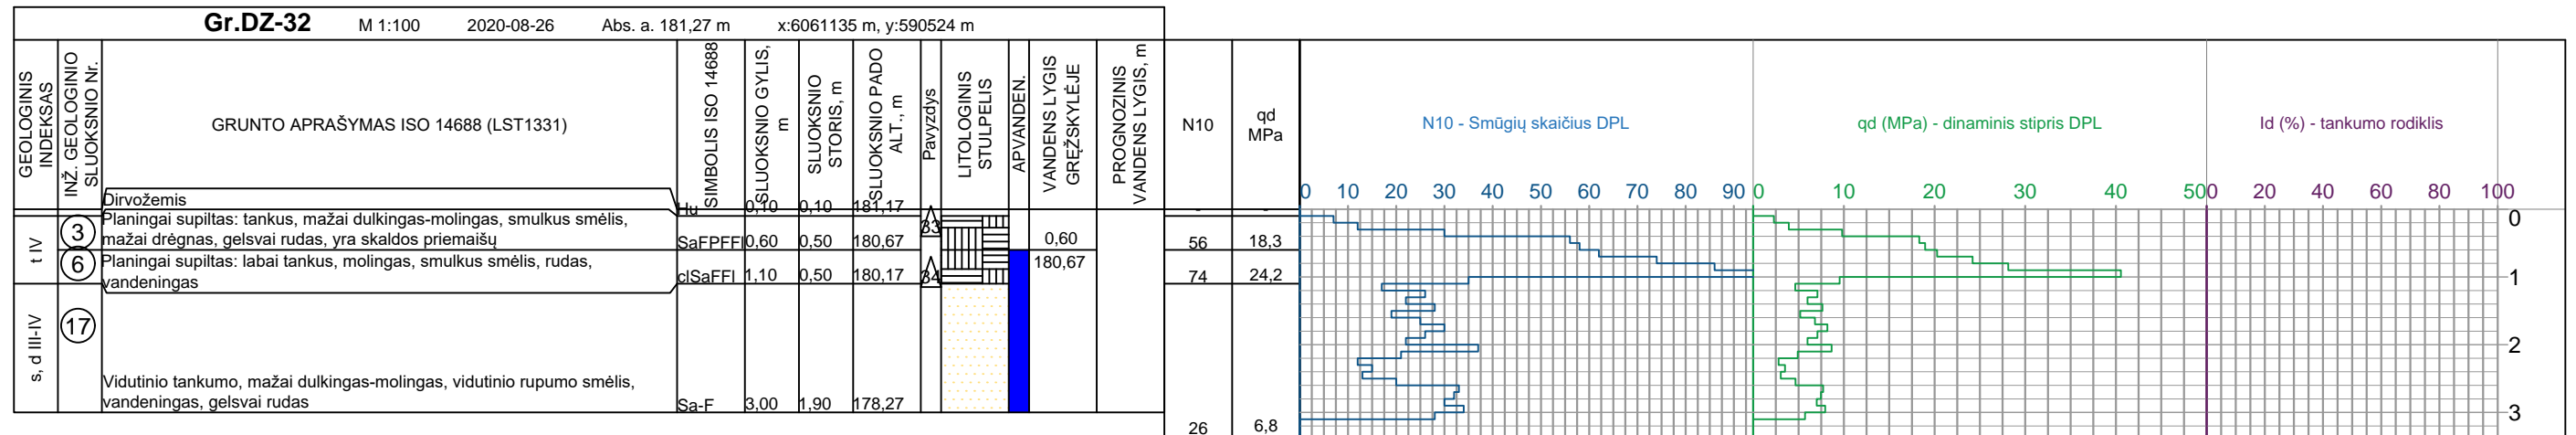 Gr.DZ-32 M 1:100 2020-08-26 Abs. a. 181,27 m x:6061135 m, y:590524 m
GEOLOGINIS
INDEKSAS
INŽ. GEOLOGINIO
SLUOKSNIO Nr.
GRUNTO APRAŠYMAS ISO 14688 (LST1331)
SIMBOLIS ISO 14688
SLUOKSNIO GYLIS,
m
SLUOKSNIO
STORIS, m
SLUOKSNIO PADO
ALT., m
Pavyzdys
LITOLOGINIS
STULPELIS
APVANDEN.
VANDENS LYGIS
GRĘŽSKYLĖJE
PROGNOZINIS
VANDENS LYGIS, m
N10
qd
MPa
N10 - Smūgių skaičius DPL
qd (MPa) - dinaminis stipris DPL
Id (%) - tankumo rodiklis
0 10 20 30 40 50 60 70 80 90
0 10 20 30 40 50
0 20 40 60 80 100
Dirvožemis
Hu 0,10 0,10 181,17
t IV
3
Planingai supiltas: tankus, mažai dulkingas-molingas, smulkus smėlis,
mažai drėgnas, gelsvai rudas, yra skaldos priemaišų
SaFPFFl 0,60 0,50 180,67
33
0,60
180,67
56 18,3
6
Planingai supiltas: labai tankus, molingas, smulkus smėlis, rudas,
vandeningas
clSaFFl 1,10 0,50 180,17
34
74 24,2
s, d III-IV
17
Vidutinio tankumo, mažai dulkingas-molingas, vidutinio rupumo smėlis,
vandeningas, gelsvai rudas
Sa-F 3,00 1,90 178,27
26 6,8
0
1
2
3